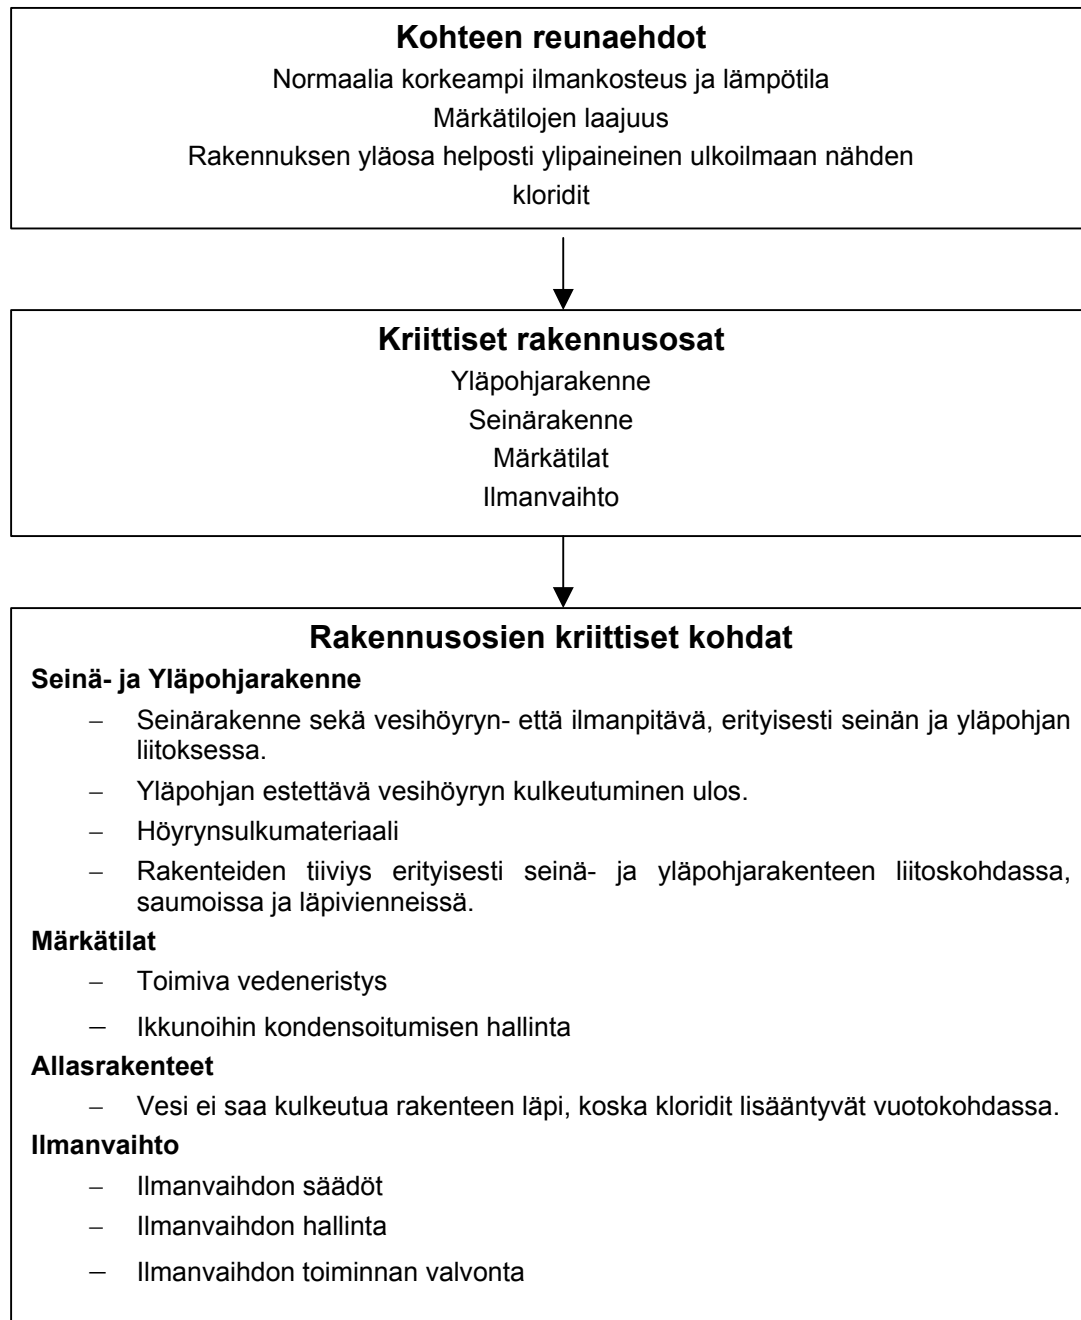 Kohteen reunaehdot
Normaalia korkeampi ilmankosteus ja lämpötila
Märkätilojen laajuus
Rakennuksen yläosa helposti ylipaineinen ulkoilmaan nähden
kloridit
Kriittiset rakennusosat
Yläpohjarakenne
Seinärakenne
Märkätilat
Ilmanvaihto
Rakennusosien kriittiset kohdat
Seinä- ja Yläpohjarakenne
– Seinärakenne sekä vesihöyryn- että ilmanpitävä, erityisesti seinän ja yläpohjan
liitoksessa.
– Yläpohjan estettävä vesihöyryn kulkeutuminen ulos.
– Höyrynsulkumateriaali
– Rakenteiden tiiviys erityisesti seinä- ja yläpohjarakenteen liitoskohdassa,
saumoissa ja läpivienneissä.
Märkätilat
– Toimiva vedeneristys
– Ikkunoihin kondensoitumisen hallinta
Allasrakenteet
– Vesi ei saa kulkeutua rakenteen läpi, koska kloridit lisääntyvät vuotokohdassa.
Ilmanvaihto
– Ilmanvaihdon säädöt
– Ilmanvaihdon hallinta
– Ilmanvaihdon toiminnan valvonta